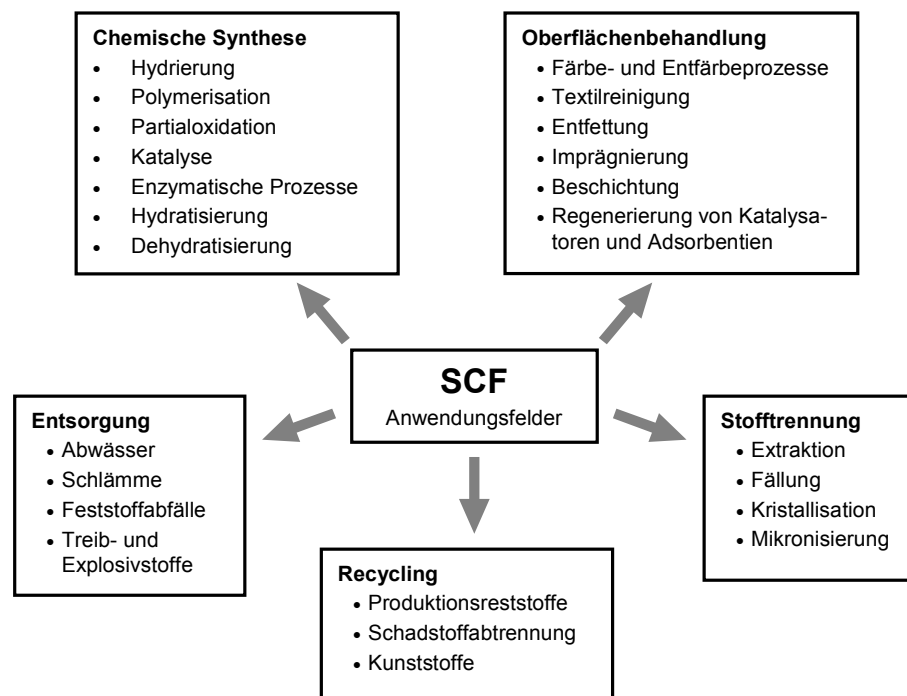 Chemische Synthese
• Hydrierung
• Polymerisation
• Partialoxidation
• Katalyse
• Enzymatische Prozesse
• Hydratisierung
• Dehydratisierung
Oberflächenbehandlung
• Färbe- und Entfärbeprozesse
• Textilreinigung
• Entfettung
• Imprägnierung
• Beschichtung
• Regenerierung von Katalysa-
toren und Adsorbentien
SCF
Anwendungsfelder
Entsorgung
• Abwässer
• Schlämme
• Feststoffabfälle
• Treib- und
Explosivstoffe
Stofftrennung
• Extraktion
• Fällung
• Kristallisation
• Mikronisierung
Recycling
• Produktionsreststoffe
• Schadstoffabtrennung
• Kunststoffe